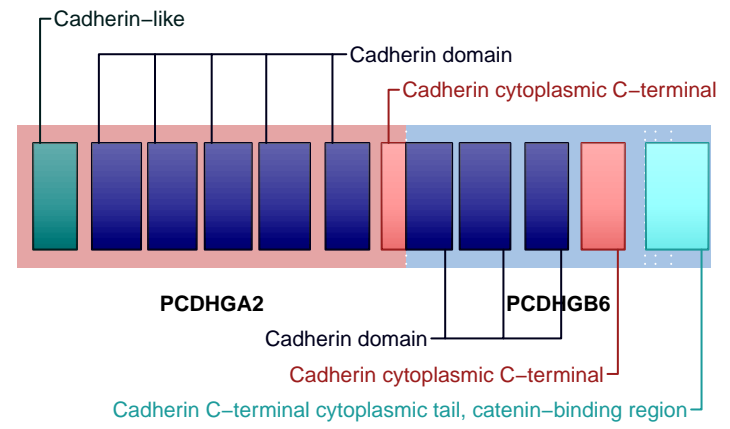 Cadherin−like
Cadherin domain
Cadherin cytoplasmic C−terminal
PCDHGA2
PCDHGB6
Cadherin domain
Cadherin cytoplasmic C−terminal
Cadherin C−terminal cytoplasmic tail, catenin−binding region